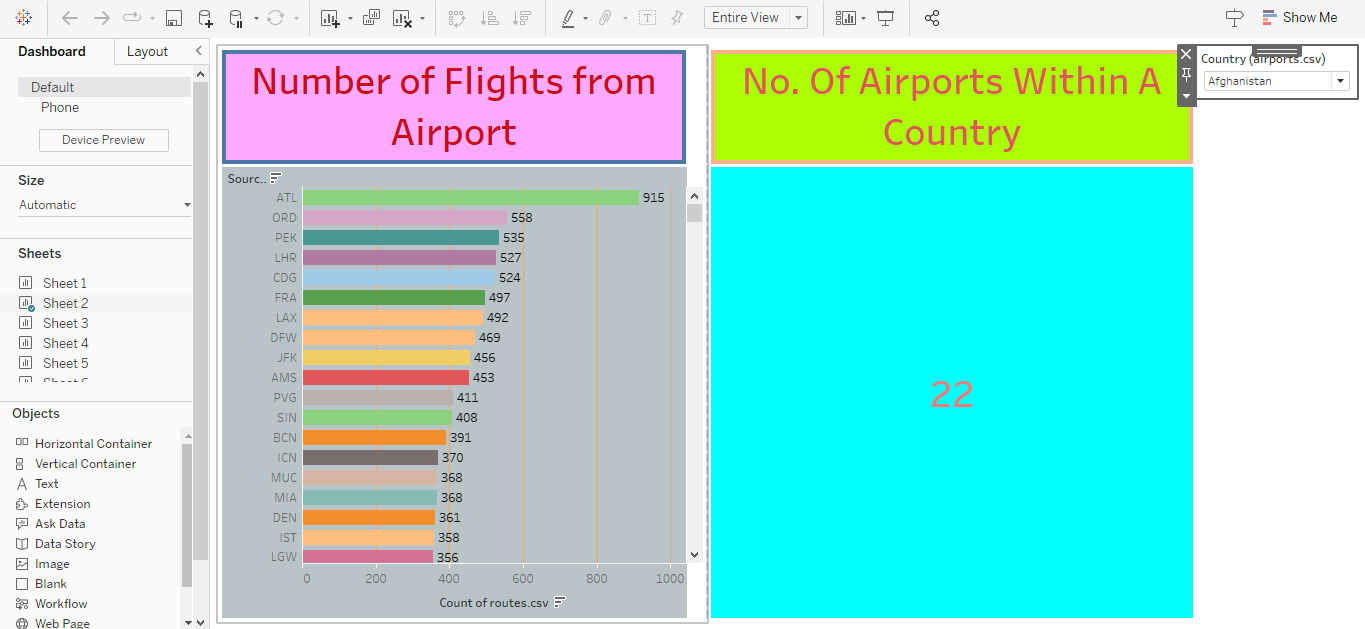 Entire View
Show Me
Dashboard
Layout
Default
Phone
Device Preview
Size
Automatic
Sheets
Sheet 1
Sheet 2
Sheet 3
Sheet 4
Sheet 5
Objects
Horizontal Container
Vertical Container
Text
Extension
Ask Data
Data Story
Image
Blank
Workflow
Web Page
Number of Flights from
Airport
Sourc..
ATL 915
ORD 558
PEK 535
LHR 527
CDG 524
FRA 497
LAX 492
DFW 469
JFK 456
AMS 453
PVG 411
SIN 408
BCN 391
ICN 370
MUC 368
MIA 368
DEN 361
IST 358
LGW 356
0 200 400 600 800 1000
Count of routes.csv
No. Of Airports Within A
Country
22
Country (airports.csv)
Afghanistan